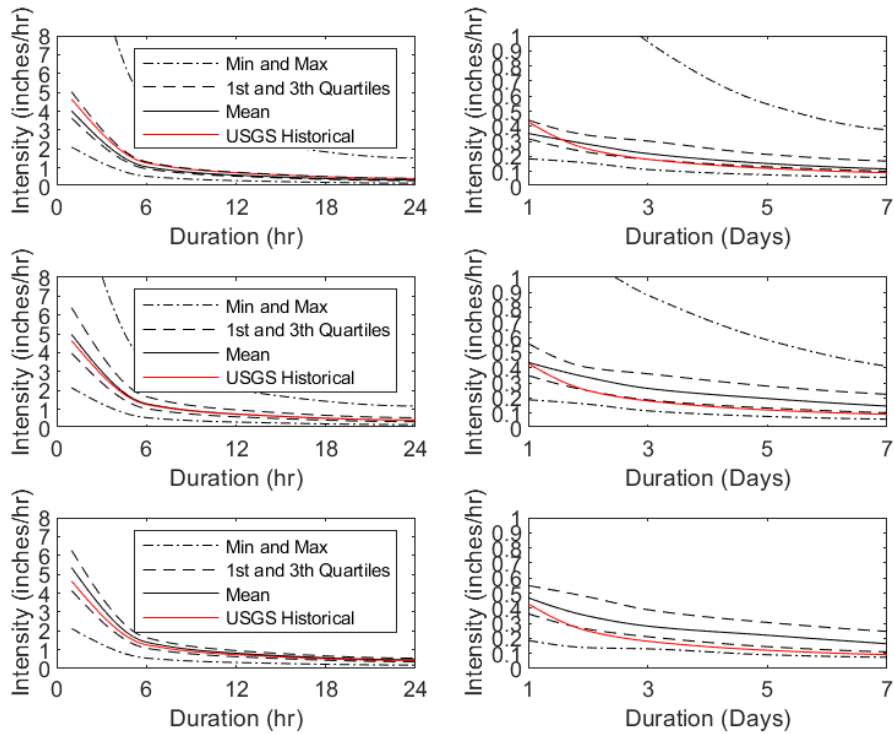 Intensity (inches/hr)
8
7
6
5
4
3
2
1
0
Min and Max
1st and 3th Quartiles
Mean
USGS Historical
0 6 12 18 24
Duration (hr)
Intensity (inches/hr)
1
0.9
0.8
0.7
0.6
0.5
0.4
0.3
0.2
0.1
0
1 3 5 7
Duration (Days)
Intensity (inches/hr)
8
7
6
5
4
3
2
1
0
Min and Max
1st and 3th Quartiles
Mean
USGS Historical
0 6 12 18 24
Duration (hr)
Intensity (inches/hr)
1
0.9
0.8
0.7
0.6
0.5
0.4
0.3
0.2
0.1
0
1 3 5 7
Duration (Days)
Intensity (inches/hr)
8
7
6
5
4
3
2
1
0
Min and Max
1st and 3th Quartiles
Mean
USGS Historical
0 6 12 18 24
Duration (hr)
Intensity (inches/hr)
1
0.9
0.8
0.7
0.6
0.5
0.4
0.3
0.2
0.1
0
1 3 5 7
Duration (Days)